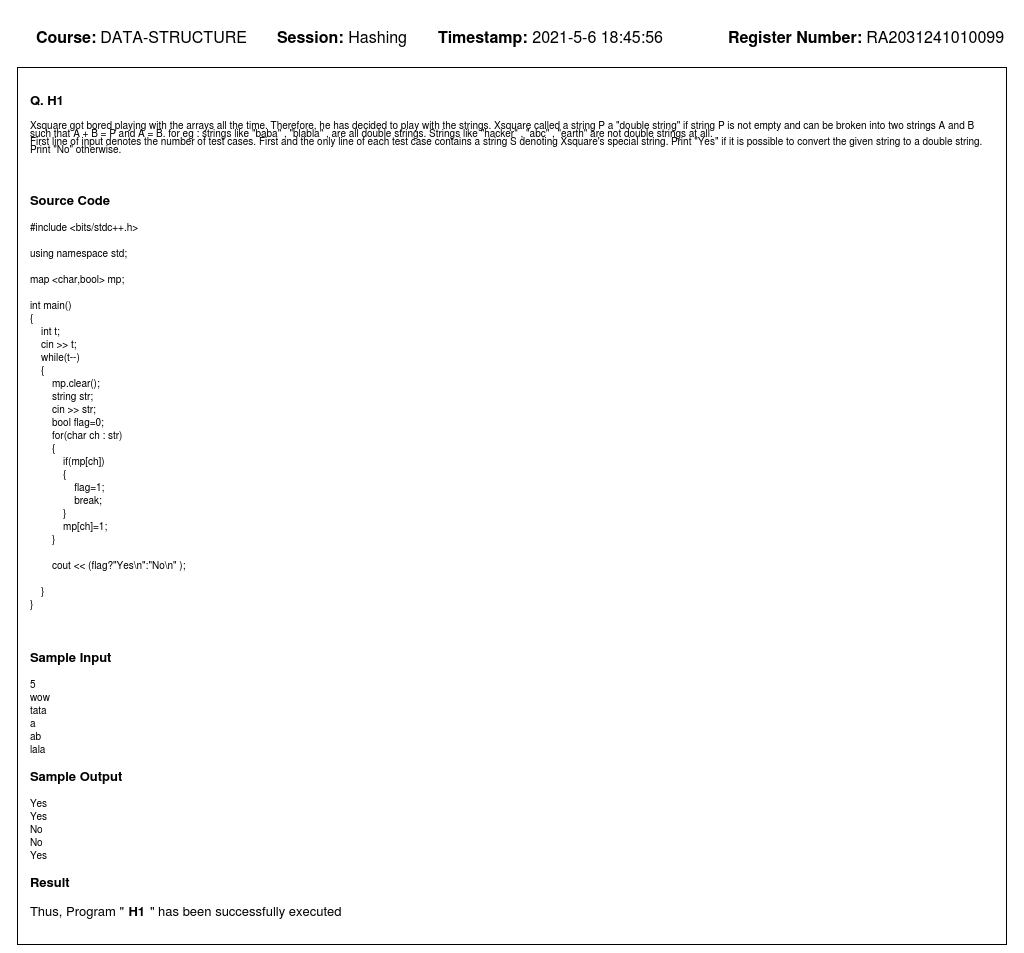 Course: DATA-STRUCTURE Session: Hashing Timestamp: 2021-5-6 18:45:56 Register Number: RA2031241010099
Q. H1
Xsquare got bored playing with the arrays all the time. Therefore, he has decided to play with the strings. Xsquare called a string P a "double string" if string P is not empty and can be broken into two strings A and B
such that A + B = P and A = B. for eg : strings like "baba" , "blabla" , are all double strings. Strings like "hacker" , "abc" , "earth" are not double strings at all.
First line of input denotes the number of test cases. First and the only line of each test case contains a string S denoting Xsquare's special string. Print "Yes" if it is possible to convert the given string to a double string.
Print "No" otherwise.
Source Code
#include <bits/stdc++.h>
using namespace std;
map <char,bool> mp;
int main()
{
    int t;
    cin >> t;
    while(t--)
    {
        mp.clear();
        string str;
        cin >> str;
        bool flag=0;
        for(char ch : str)
        {
            if(mp[ch])
            {
                flag=1;
                break;
            }
            mp[ch]=1;
        }
        cout << (flag?"Yes\n":"No\n" );
    }
}
Sample Input
5
wow
tata
a
ab
lala
Sample Output
Yes
Yes
No
No
Yes
Result
Thus, Program " H1 " has been successfully executed